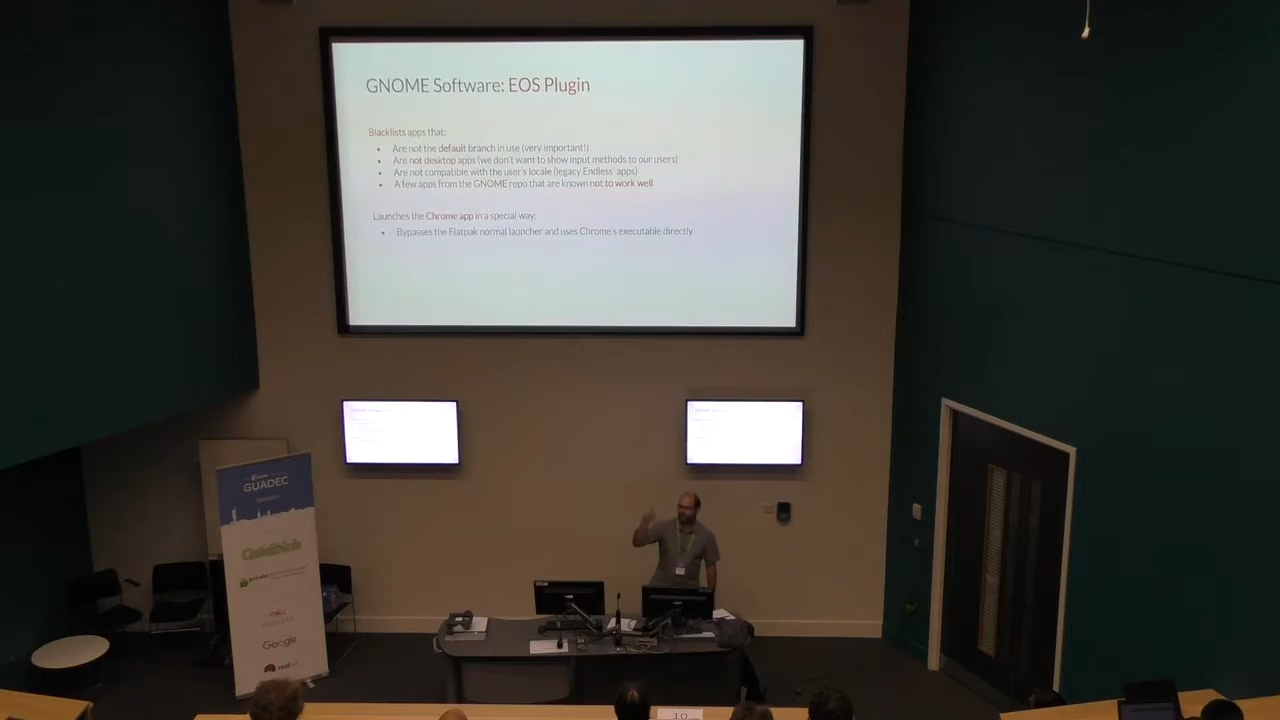 GNOME Software: EOS Plugin
Blacklists apps that:
• Are not the default branch in use (very important!)
• Are not desktop apps (we don't want to show input methods to our users)
• Are not compatible with the user's locale (legacy Endless' apps)
• A few apps from the GNOME repo that are known not to work well
Launches the Chrome app in a special way:
• Bypasses the Flatpak normal launcher and uses Chrome's executable directly
GUADEC
Codethink
Google
10